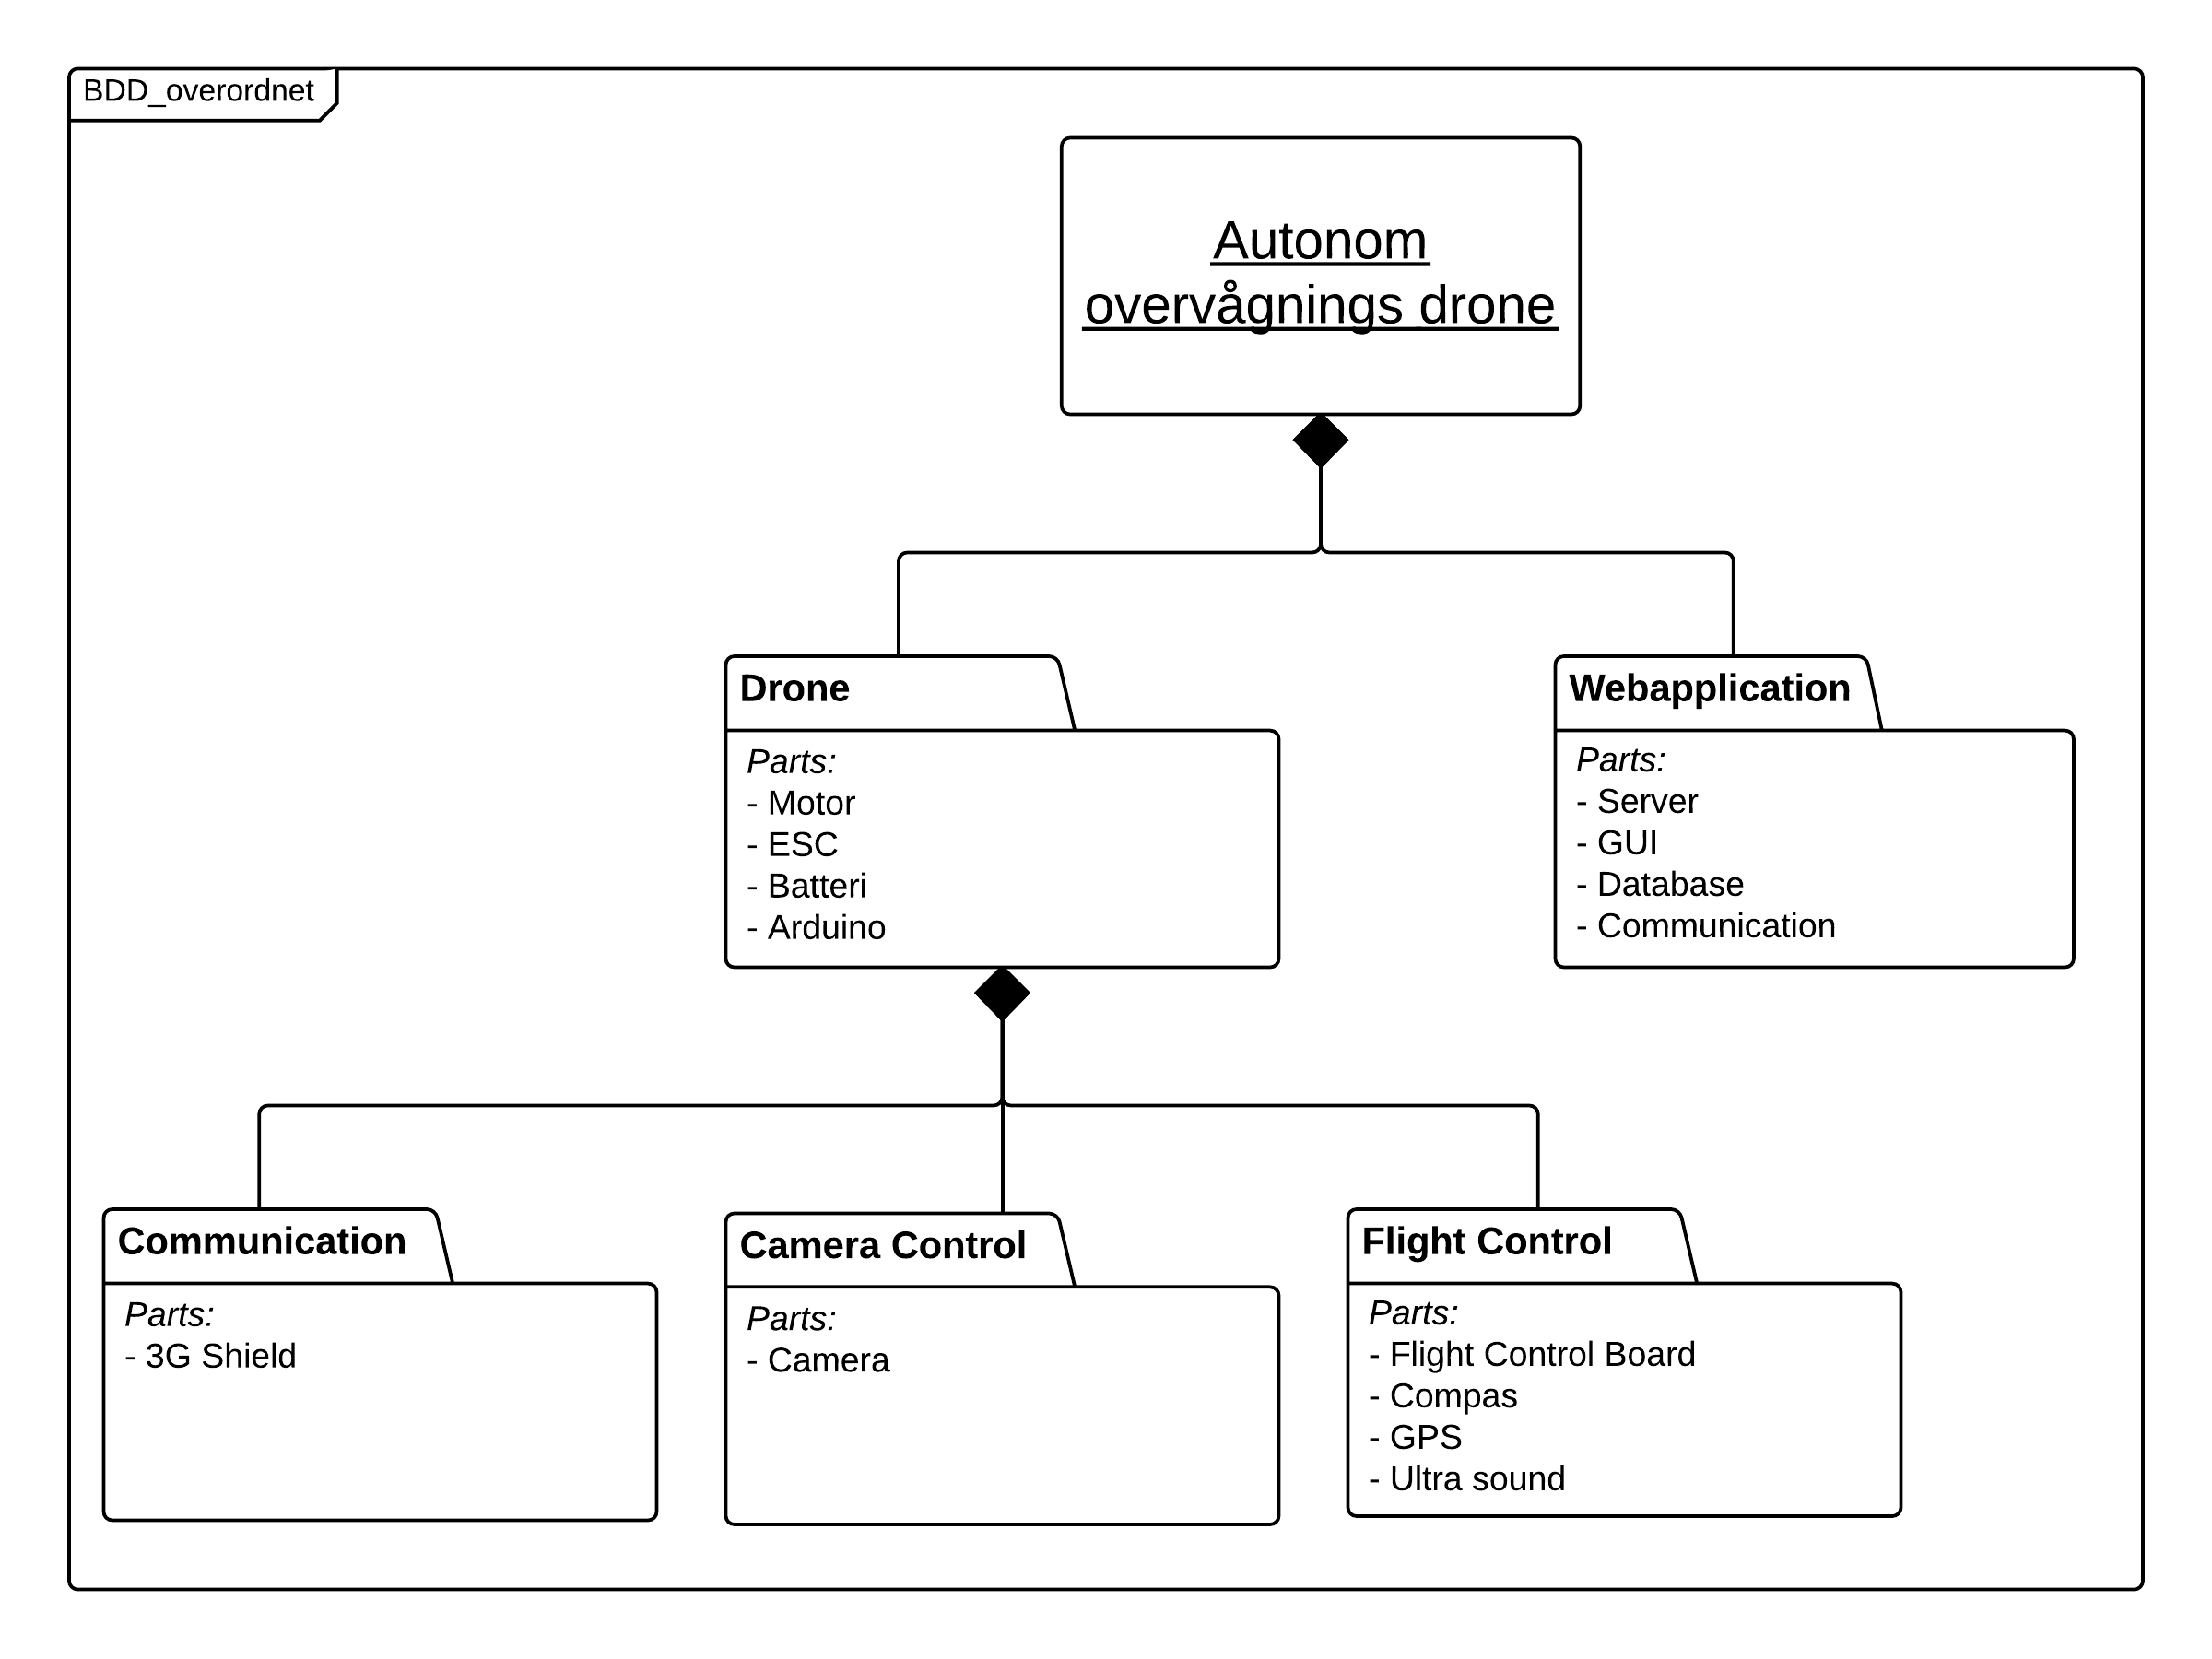 BDD_overordnet
Autonom
overvågnings drone
Drone
Parts:
- Motor
- ESC
- Batteri
- Arduino
Webapplication
Parts:
- Server
- GUI
- Database
- Communication
Communication
Parts:
- 3G Shield
Camera Control
Parts:
- Camera
Flight Control
Parts:
- Flight Control Board
- Compas
- GPS
- Ultra sound